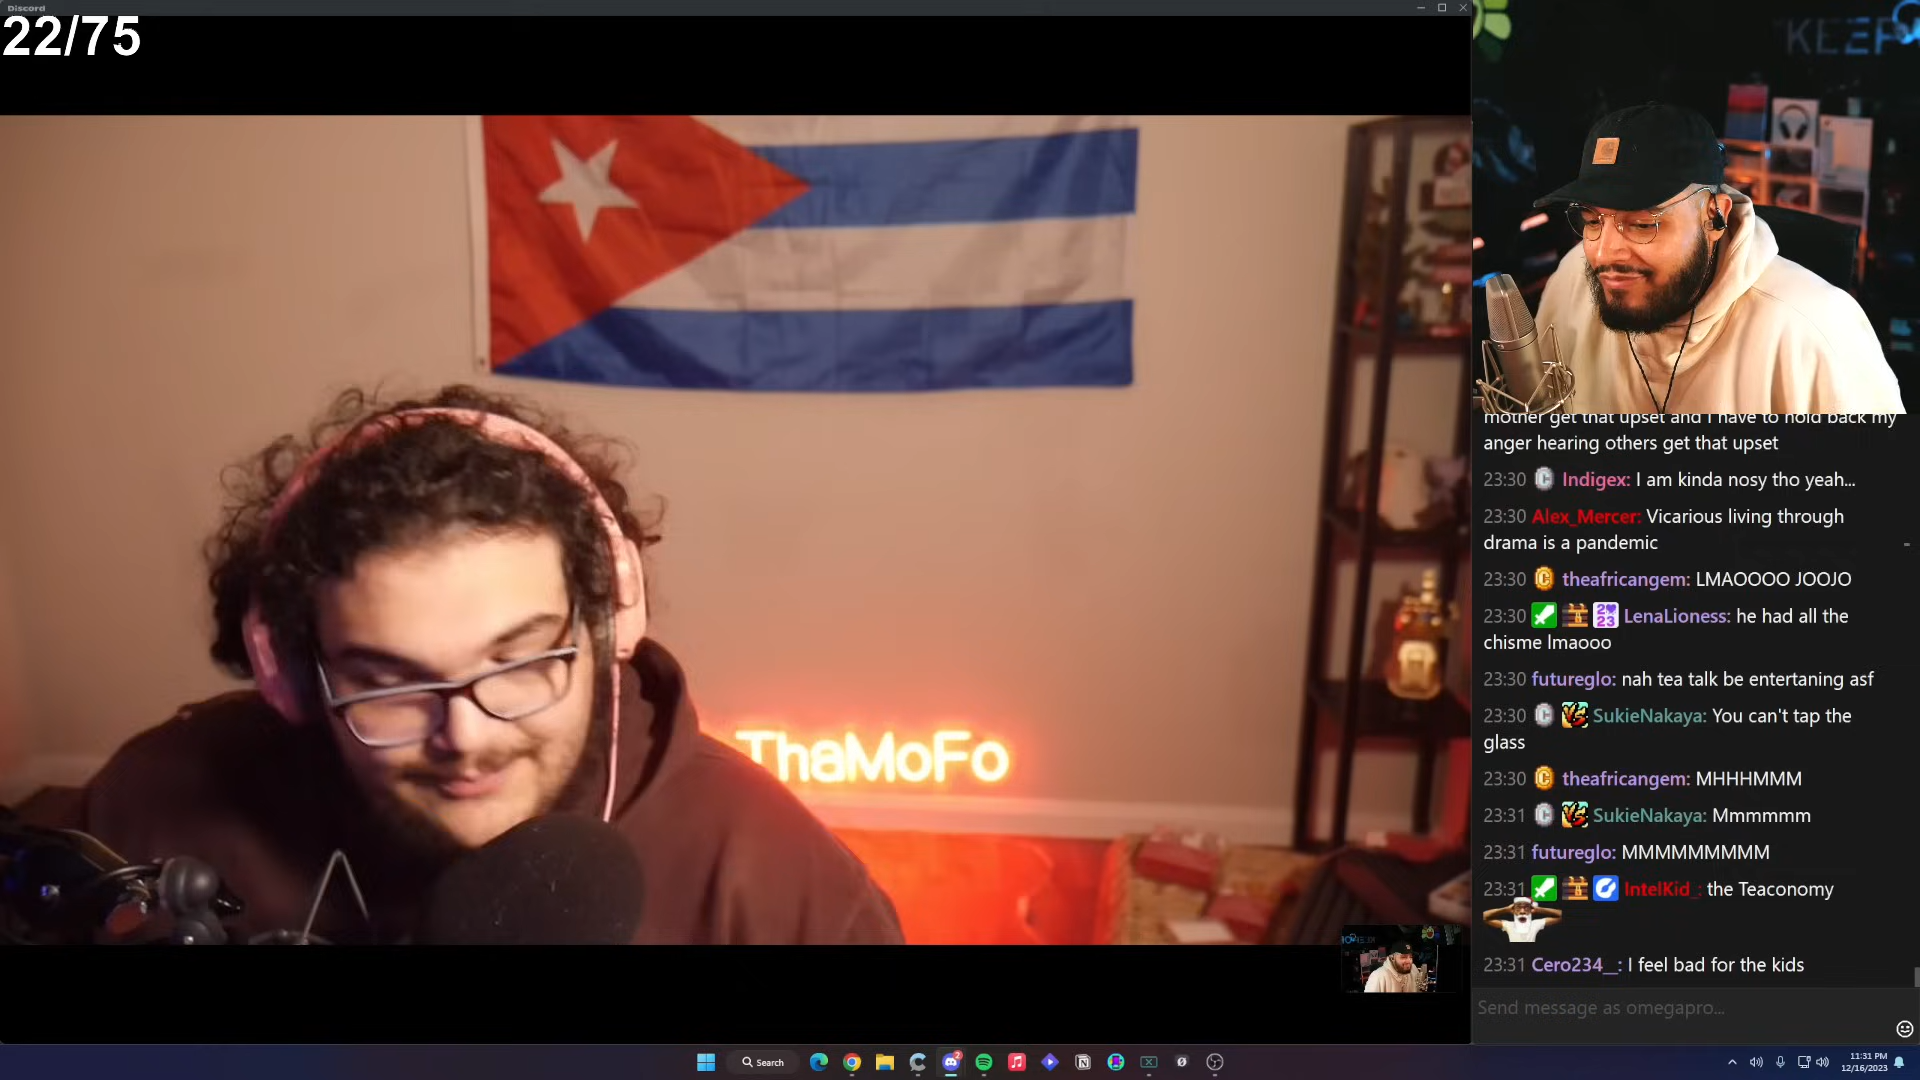 Discord
22/75
KEEP
ThaMoFo
mother get that upset and I have to hold back my
anger hearing others get that upset
23:30 Indigex: I am kinda nosy tho yeah...
23:30 Alex_Mercer: Vicarious living through
drama is a pandemic
23:30 theafricangem: LMAOOOO JOOJO
23:30 LenaLioness: he had all the
chisme lmaooo
23:30 futureglo: nah tea talk be entertaning asf
23:30 SukieNakaya: You can't tap the
glass
23:30 theafricangem: MHHHMMM
23:31 SukieNakaya: Mmmmmm
23:31 futureglo: MMMMMMMMM
23:31 IntelKid_: the Teaconomy
23:31 Cero234__: I feel bad for the kids
Send message as omegapro...
Search
11:31 PM
12/16/2023